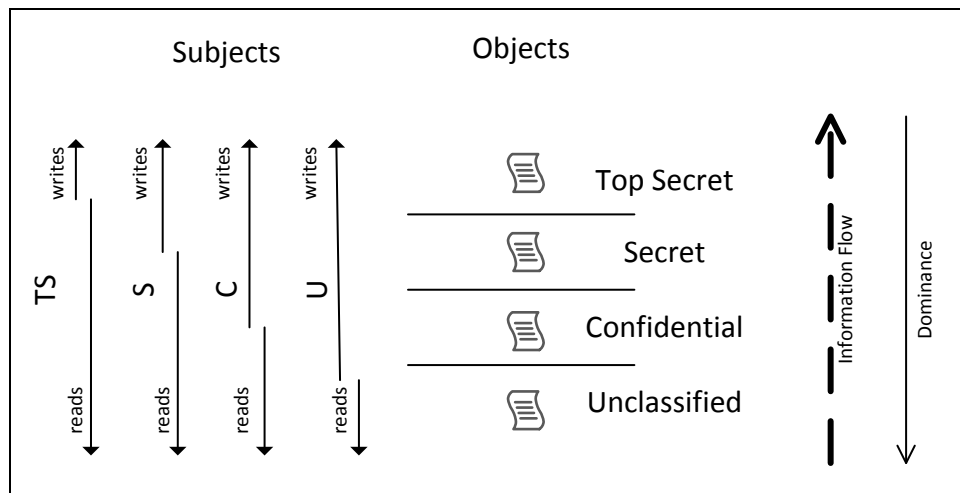 Subjects
Objects
writes
writes
writes
writes
TS
S
C
U
reads
reads
reads
reads
Top Secret
Secret
Confidential
Unclassified
Information Flow
Dominance